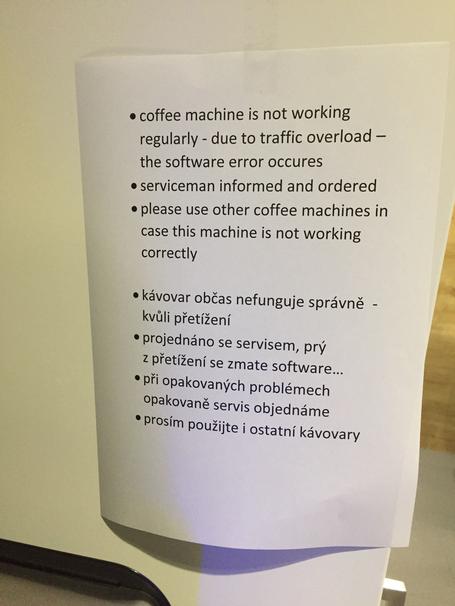 • coffee machine is not working
regularly - due to traffic overload –
the software error occures
• serviceman informed and ordered
• please use other coffee machines in
case this machine is not working
correctly
• kávovar občas nefunguje správně -
kvůli přetížení
• projednáno se servisem, prý
z přetížení se zmate software...
• při opakovaných problémech
opakovaně servis objednáme
• prosím použijte i ostatní kávovary